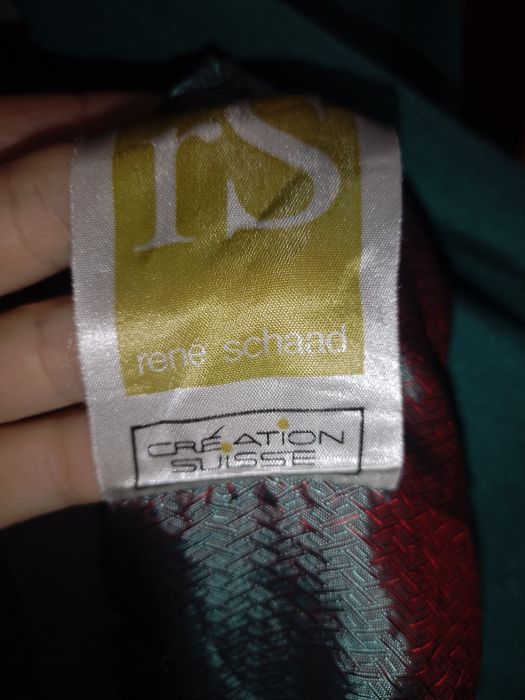 rs
rene schaad
CRÉATION
SUISSE